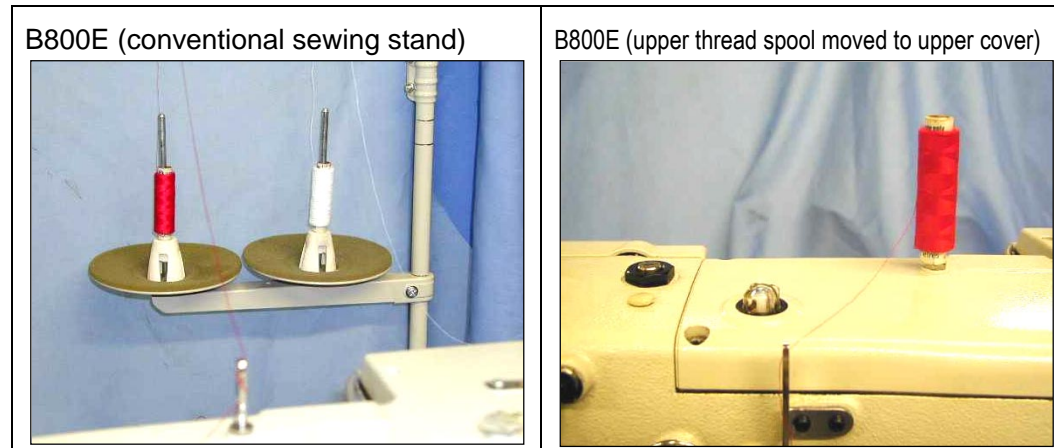 B800E (conventional sewing stand)
B800E (upper thread spool moved to upper cover)